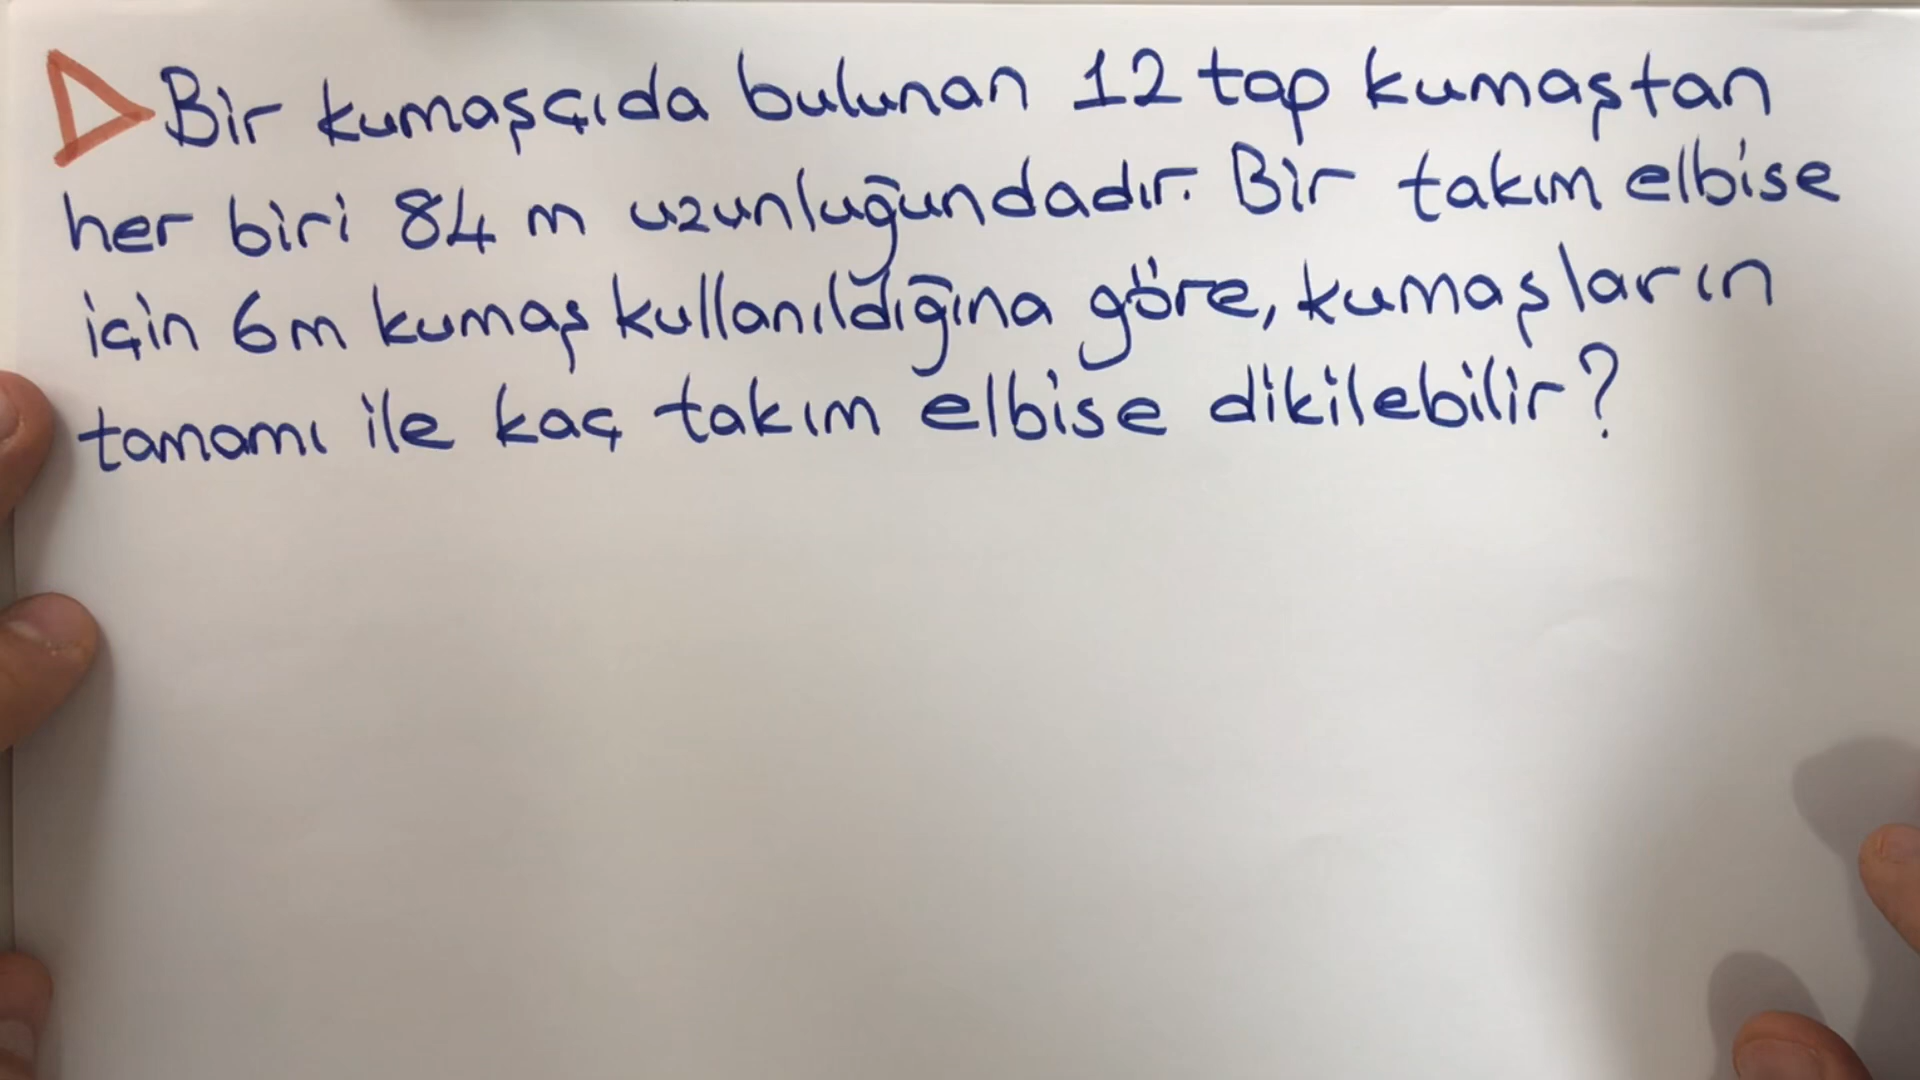 Bir kumaşçıda bulunan 12 top kumaştan
her biri 84 m uzunluğundadır. Bir takım elbise
için 6m kumaş kullanıldığına göre, kumaşların
tamamı ile kaç takım elbise dikilebilir?